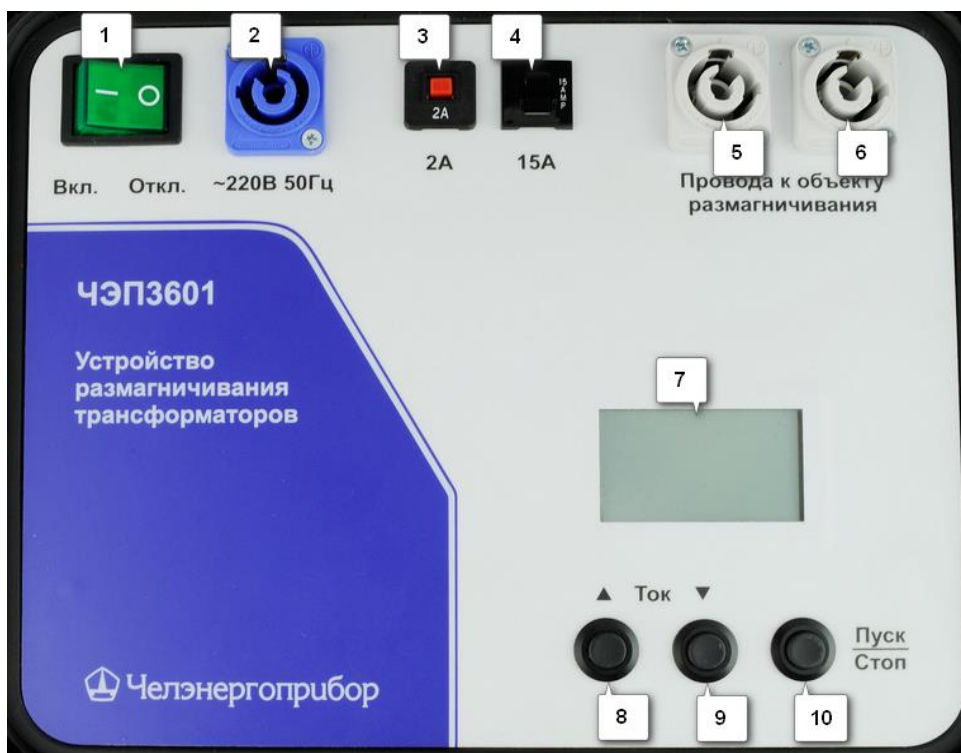 1
2
3
4
I O
2A
15 AMP
Вкл. Откл.
~220В 50Гц
2А
15А
5
6
Провода к объекту
размагничивания
ЧЭП3601
Устройство
размагничивания
трансформаторов
7
▲ Ток ▼
Пуск
Стоп
Челэнергоприбор
8
9
10